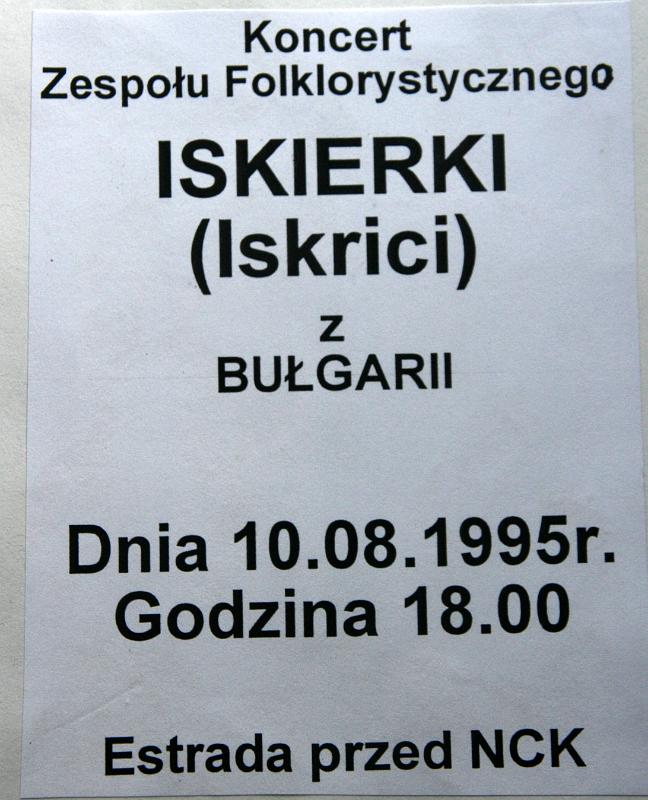 Koncert
Zespołu Folklorystycznego
ISKIERKI
(Iskrici)
z
BUŁGARII
Dnia 10.08.1995r.
Godzina 18.00
Estrada przed NCK